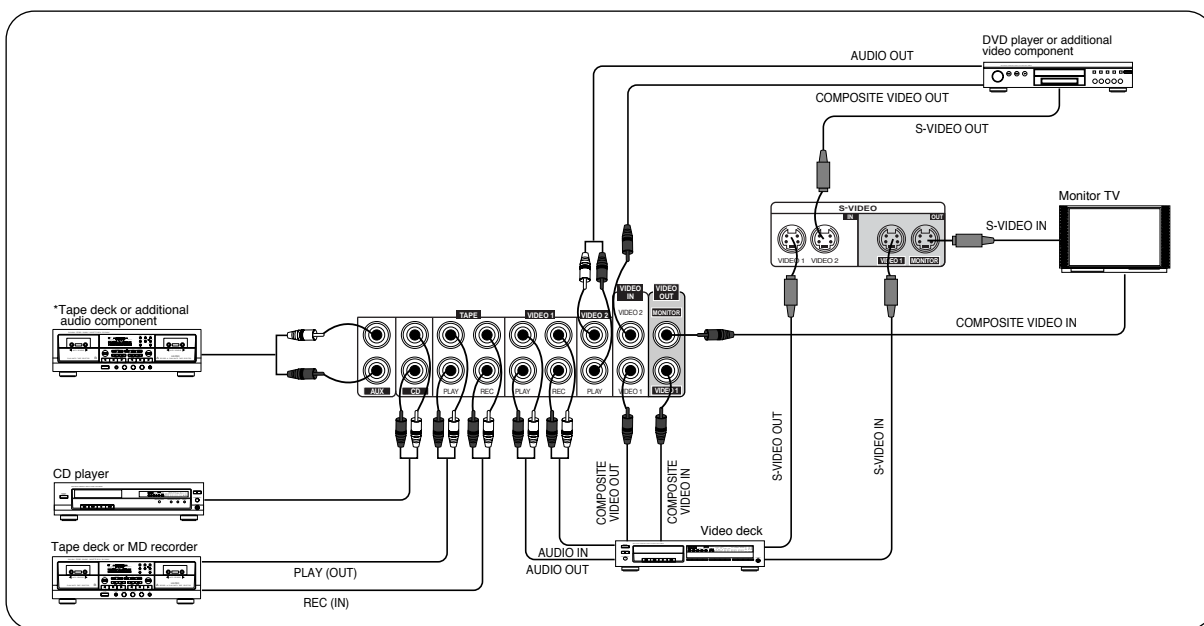 DVD player or additional
video component
AUDIO OUT
COMPOSITE VIDEO OUT
S-VIDEO OUT
S-VIDEO
IN
OUT
VIDEO 1
VIDEO 2
VIDEO 1
MONITOR
S-VIDEO IN
Monitor TV
COMPOSITE VIDEO IN
*Tape deck or additional
audio component
TAPE
VIDEO 1
VIDEO 2
VIDEO
IN
VIDEO
OUT
VIDEO 2
MONITOR
AUX
CD
PLAY
REC
PLAY
REC
PLAY
VIDEO 1
VIDEO 1
COMPOSITE
VIDEO OUT
COMPOSITE
VIDEO IN
S-VIDEO OUT
S-VIDEO IN
CD player
Video deck
Tape deck or MD recorder
AUDIO IN
AUDIO OUT
PLAY (OUT)
REC (IN)